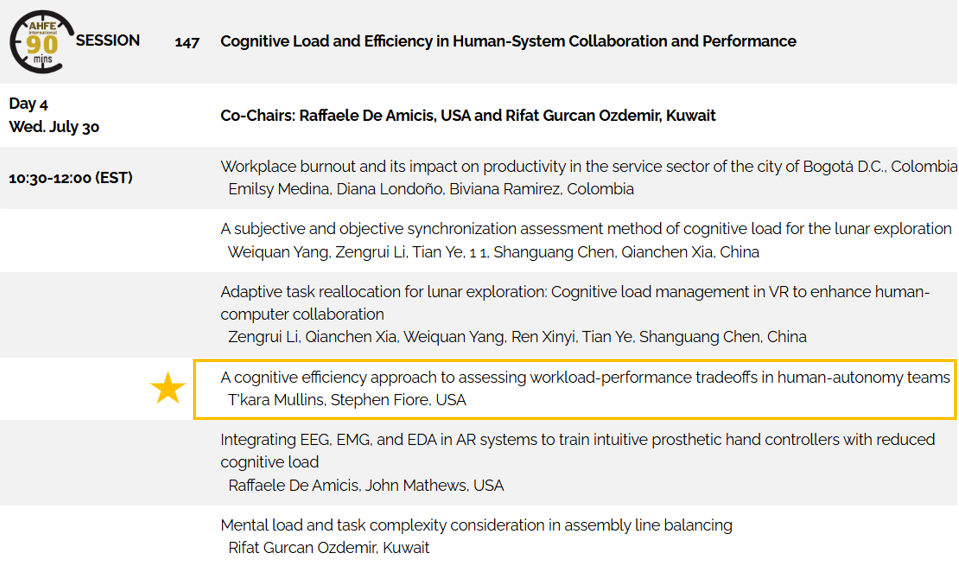 AHFE
international
90
mins
SESSION 147 Cognitive Load and Efficiency in Human-System Collaboration and Performance
Day 4
Wed. July 30
Co-Chairs: Raffaele De Amicis, USA and Rifat Gurcan Ozdemir, Kuwait
10:30-12:00 (EST)
Workplace burnout and its impact on productivity in the service sector of the city of Bogotá D.C., Colombia
Emilsy Medina, Diana Londoño, Biviana Ramirez, Colombia
A subjective and objective synchronization assessment method of cognitive load for the lunar exploration
Weiquan Yang, Zengrui Li, Tian Ye, 1 1, Shanguang Chen, Qianchen Xia, China
Adaptive task reallocation for lunar exploration: Cognitive load management in VR to enhance human-
computer collaboration
Zengrui Li, Qianchen Xia, Weiquan Yang, Ren Xinyi, Tian Ye, Shanguang Chen, China
A cognitive efficiency approach to assessing workload-performance tradeoffs in human-autonomy teams
T'kara Mullins, Stephen Fiore, USA
Integrating EEG, EMG, and EDA in AR systems to train intuitive prosthetic hand controllers with reduced
cognitive load
Raffaele De Amicis, John Mathews, USA
Mental load and task complexity consideration in assembly line balancing
Rifat Gurcan Ozdemir, Kuwait